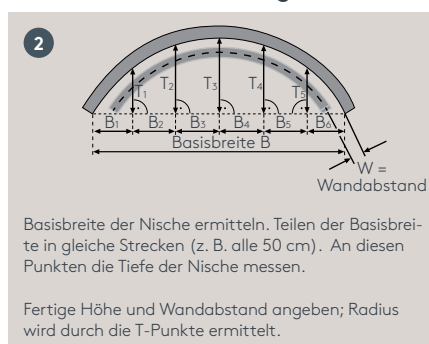 2
T1 T2 T3 T4 T5
B1 B2 B3 B4 B5 B6
Basisbreite B
W =
Wandabstand
Basisbreite der Nische ermitteln. Teilen der Basisbrei-
te in gleiche Strecken (z. B. alle 50 cm). An diesen
Punkten die Tiefe der Nische messen.
Fertige Höhe und Wandabstand angeben; Radius
wird durch die T-Punkte ermittelt.